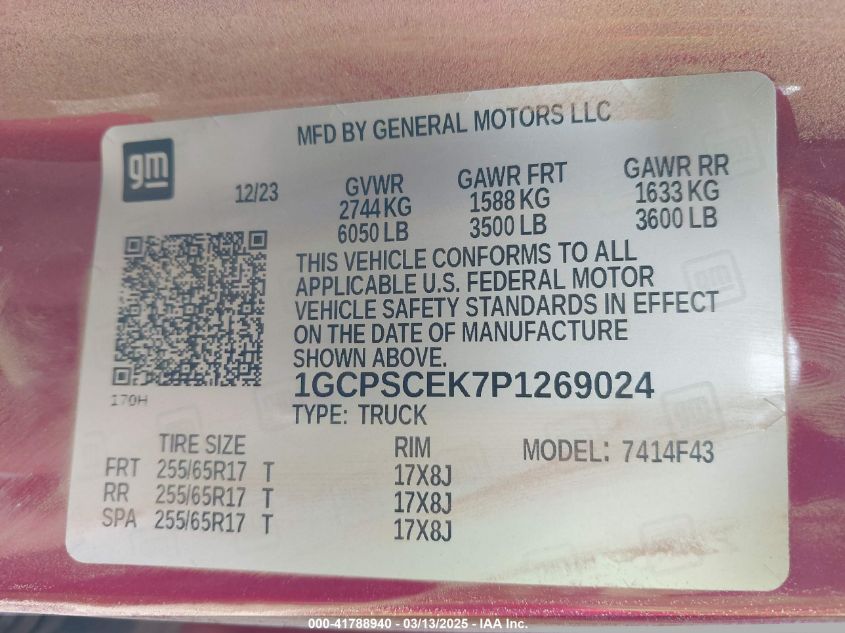 MFD BY GENERAL MOTORS LLC
gm
12/23
GVWR
2744 KG
6050 LB
GAWR FRT
1588 KG
3500 LB
GAWR RR
1633 KG
3600 LB
THIS VEHICLE CONFORMS TO ALL
APPLICABLE U.S. FEDERAL MOTOR
VEHICLE SAFETY STANDARDS IN EFFECT
ON THE DATE OF MANUFACTURE
SHOWN ABOVE.
170H
1GCPSCEK7P1269024
TYPE: TRUCK
TIRE SIZE RIM MODEL: 7414F43
FRT 255/65R17 T 17X8J
RR 255/65R17 T 17X8J
SPA 255/65R17 T 17X8J
000-41788940 - 03/13/2025 - IAA Inc.